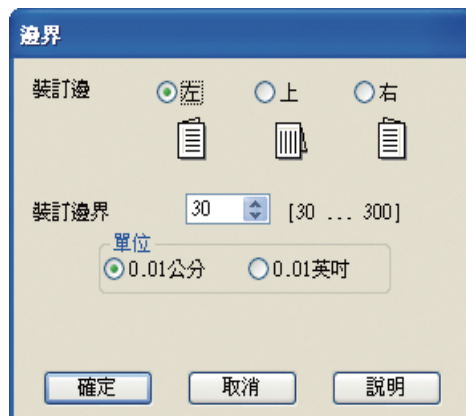 邊界
裝訂邊 左 上 右
裝訂邊界 30 [30 ... 300]
單位
0.01公分 0.01英吋
確定 取消 說明